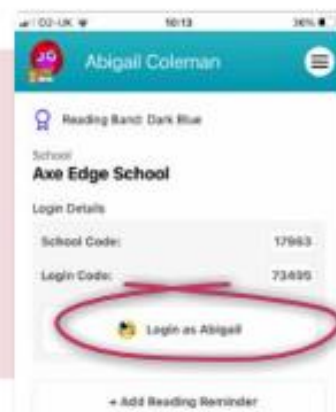 O2-UK 10:13 36%
Abigail Coleman
Reading Band: Dark Blue
School
Axe Edge School
Login Details
School Code: 17963
Login Code: 73495
Login as Abigail
+ Add Reading Reminder